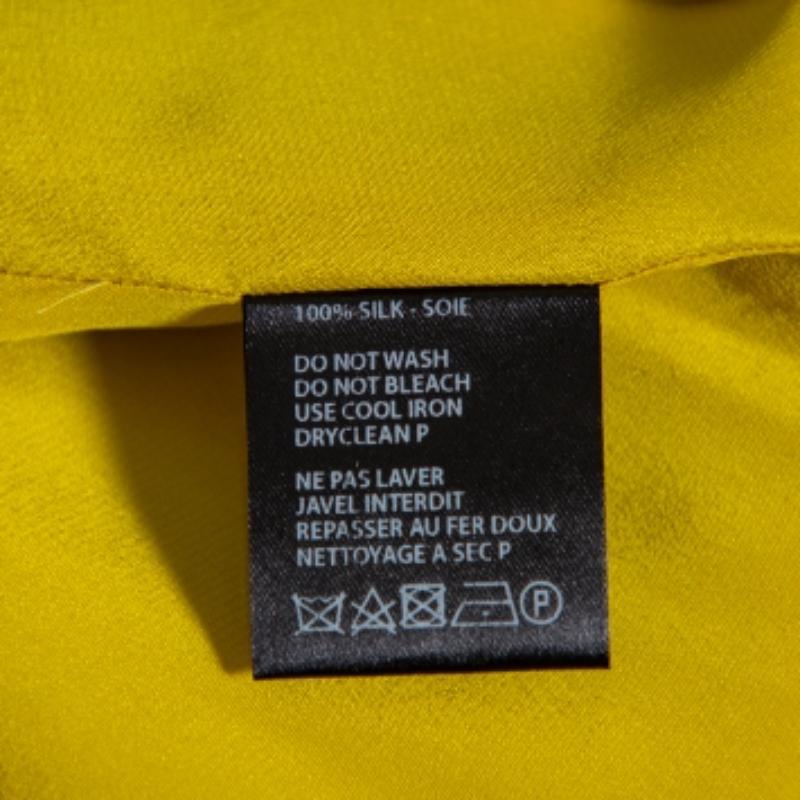 100% SILK - SOIE
DO NOT WASH
DO NOT BLEACH
USE COOL IRON
DRYCLEAN P
NE PAS LAVER
JAVEL INTERDIT
REPASSER AU FER DOUX
NETTOYAGE A SEC P
P